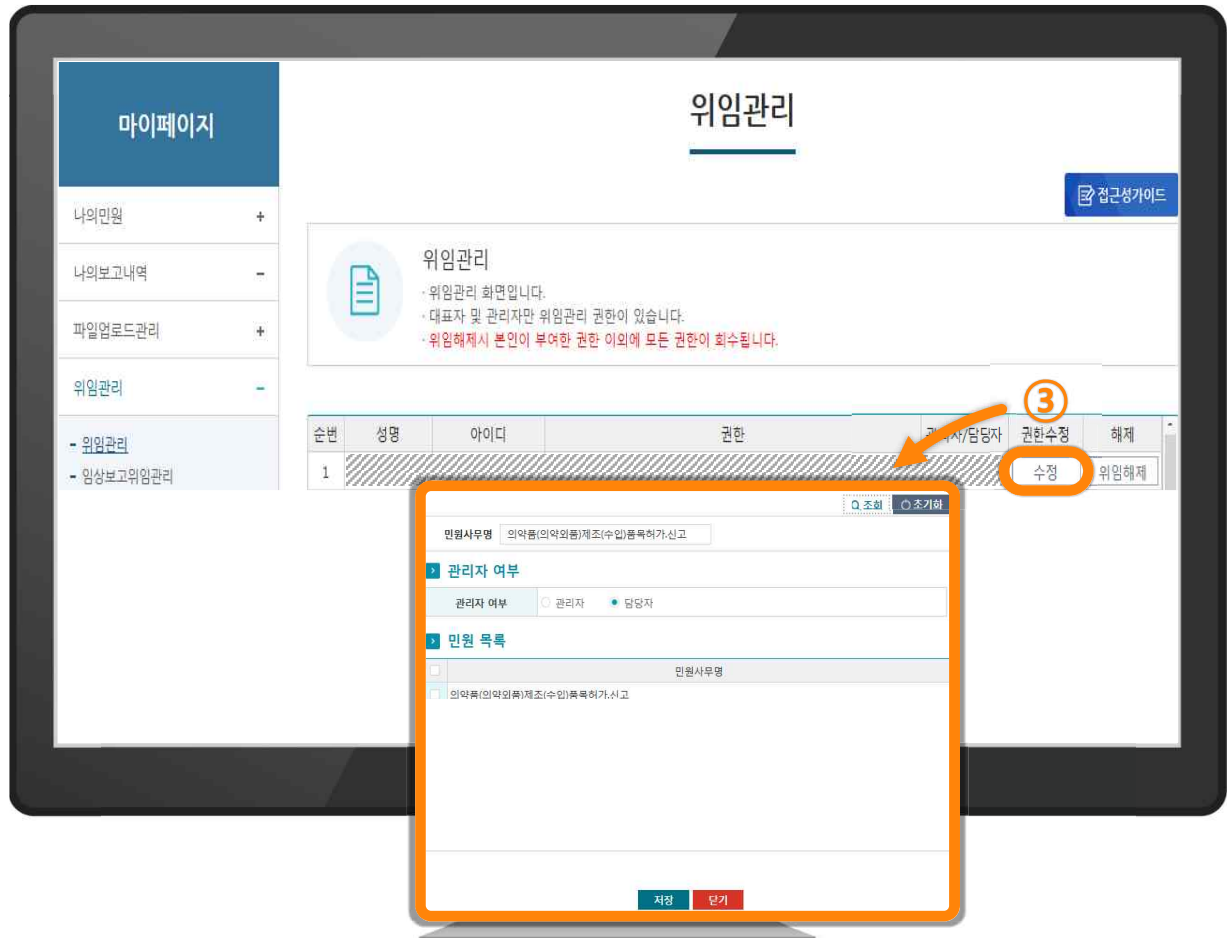 마이페이지
위임관리
접근성가이드
나의민원 +
나의보고내역 -
파일업로드관리 +
위임관리 -
- 위임관리
- 임상보고위임관리
위임관리
· 위임관리 화면입니다.
· 대표자 및 관리자만 위임관리 권한이 있습니다.
· 위임해제시 본인이 부여한 권한 이외에 모든 권한이 회수됩니다.
③
순번 성명 아이디 권한 /담당자 권한수정 해제
1 수정 위임해제
조회 초기화
민원사무명 의약품(의약외품)제조(수입)품목허가.신고
관리자 여부
관리자 여부 관리자 담당자
민원 목록
민원사무명
의약품(의약외품)제조(수입)품목허가.신고
저장 닫기